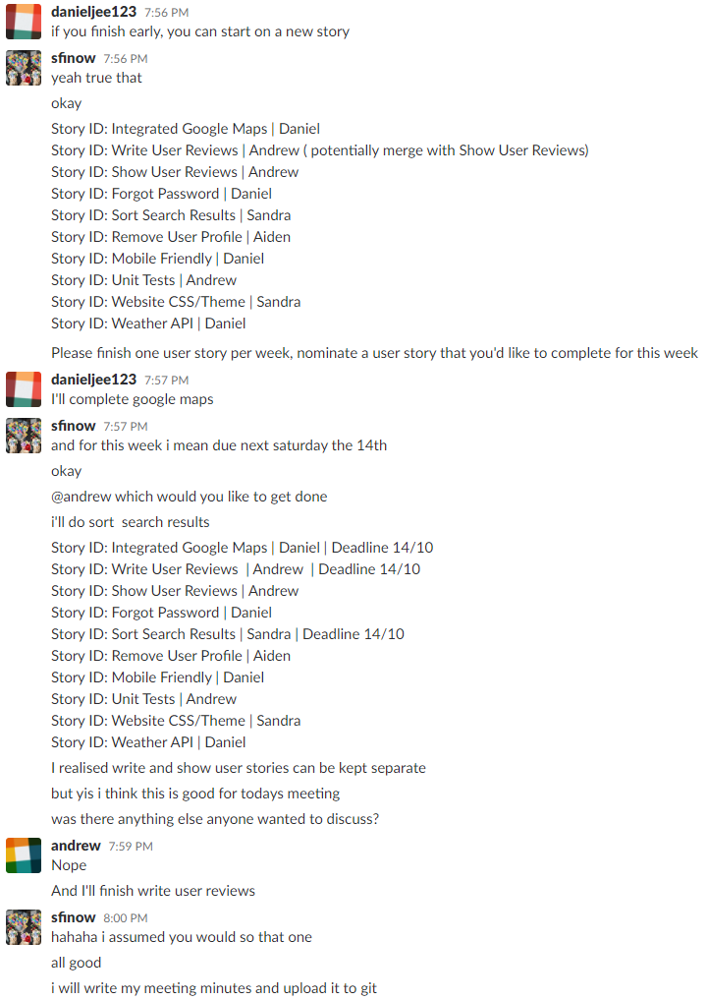 danieljee123 7:56 PM
if you finish early, you can start on a new story
sfinow 7:56 PM
yeah true that
okay
Story ID: Integrated Google Maps | Daniel
Story ID: Write User Reviews | Andrew ( potentially merge with Show User Reviews)
Story ID: Show User Reviews | Andrew
Story ID: Forgot Password | Daniel
Story ID: Sort Search Results | Sandra
Story ID: Remove User Profile | Aiden
Story ID: Mobile Friendly | Daniel
Story ID: Unit Tests | Andrew
Story ID: Website CSS/Theme | Sandra
Story ID: Weather API | Daniel
Please finish one user story per week, nominate a user story that you'd like to complete for this week
danieljee123 7:57 PM
I'll complete google maps
sfinow 7:57 PM
and for this week i mean due next saturday the 14th
okay
@andrew which would you like to get done
i'll do sort  search results
Story ID: Integrated Google Maps | Daniel | Deadline 14/10
Story ID: Write User Reviews  | Andrew  | Deadline 14/10
Story ID: Show User Reviews | Andrew
Story ID: Forgot Password | Daniel
Story ID: Sort Search Results | Sandra | Deadline 14/10
Story ID: Remove User Profile | Aiden
Story ID: Mobile Friendly | Daniel
Story ID: Unit Tests | Andrew
Story ID: Website CSS/Theme | Sandra
Story ID: Weather API | Daniel
I realised write and show user stories can be kept separate
but yis i think this is good for todays meeting
was there anything else anyone wanted to discuss?
andrew 7:59 PM
Nope
And I'll finish write user reviews
sfinow 8:00 PM
hahaha i assumed you would so that one
all good
i will write my meeting minutes and upload it to git